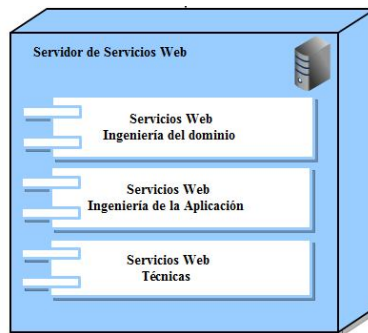 Servidor de Servicios Web
Servicios Web
Ingeniería del dominio
Servicios Web
Ingeniería de la Aplicación
Servicios Web
Técnicas